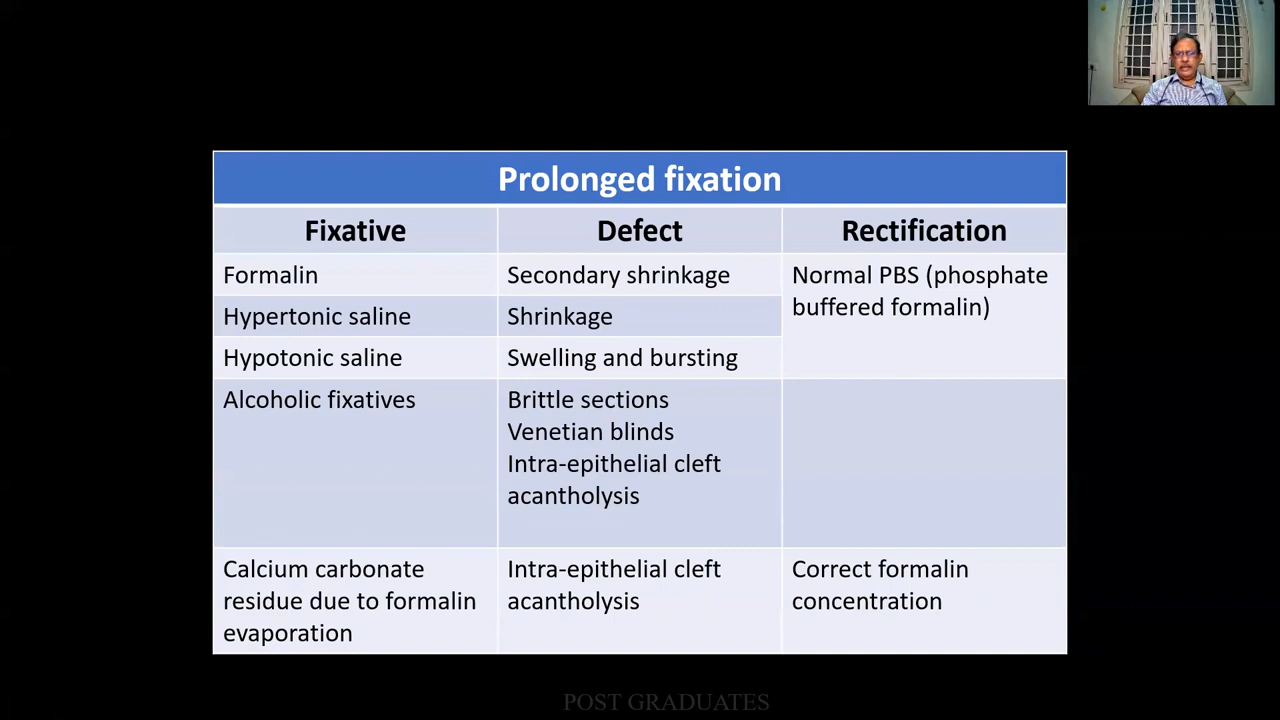 Prolonged fixation
Fixative Defect Rectification
Formalin Secondary shrinkage Normal PBS (phosphate
buffered formalin)
Hypertonic saline Shrinkage
Hypotonic saline Swelling and bursting
Alcoholic fixatives Brittle sections
Venetian blinds
Intra-epithelial cleft
acantholysis
Calcium carbonate Intra-epithelial cleft Correct formalin
residue due to formalin acantholysis concentration
evaporation
POST GRADUATES